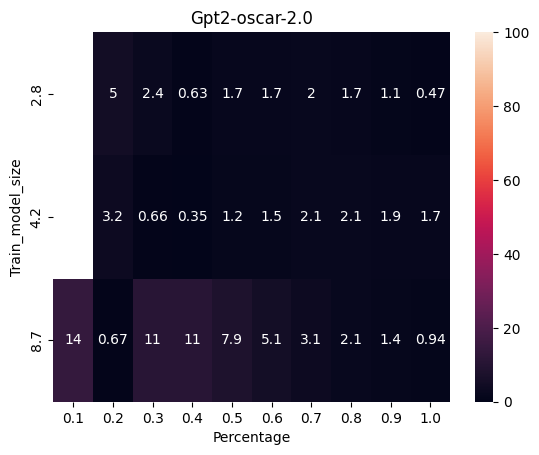 Gpt2-oscar-2.0
100
2.8 5 2.4 0.63 1.7 1.7 2 1.7 1.1 0.47
80
60
Train_model_size
4.2 3.2 0.66 0.35 1.2 1.5 2.1 2.1 1.9 1.7
40
20
8.7 14 0.67 11 11 7.9 5.1 3.1 2.1 1.4 0.94
0
0.1 0.2 0.3 0.4 0.5 0.6 0.7 0.8 0.9 1.0
Percentage